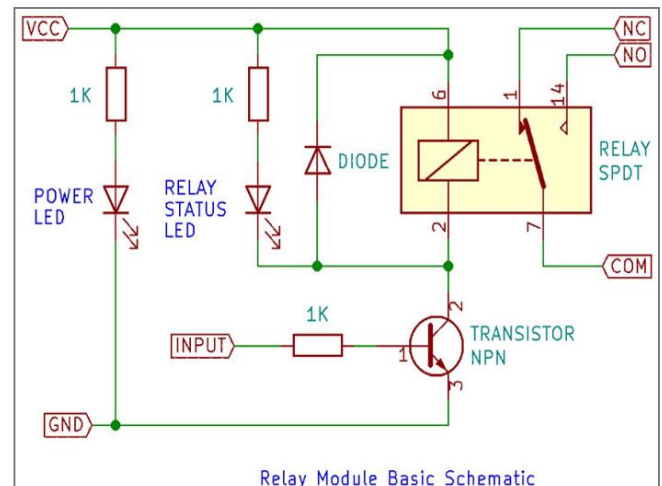 VCC
NC
NO
1K
1K
6
1
14
DIODE
RELAY
SPDT
POWER
LED
RELAY
STATUS
LED
2
7
COM
1K
2
INPUT
1
TRANSISTOR
NPN
3
GND
Relay Module Basic Schematic